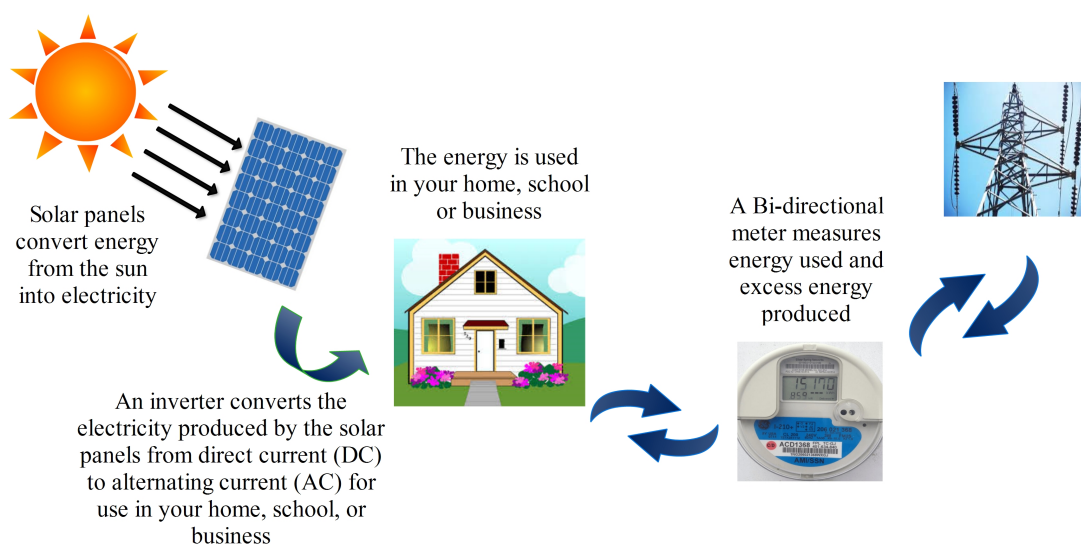 Solar panels
convert energy
from the sun
into electricity
An inverter converts the
electricity produced by the solar
panels from direct current (DC)
to alternating current (AC) for
use in your home, school, or
business
The energy is used
in your home, school
or business
A Bi-directional
meter measures
energy used and
excess energy
produced
15170
ACD1368